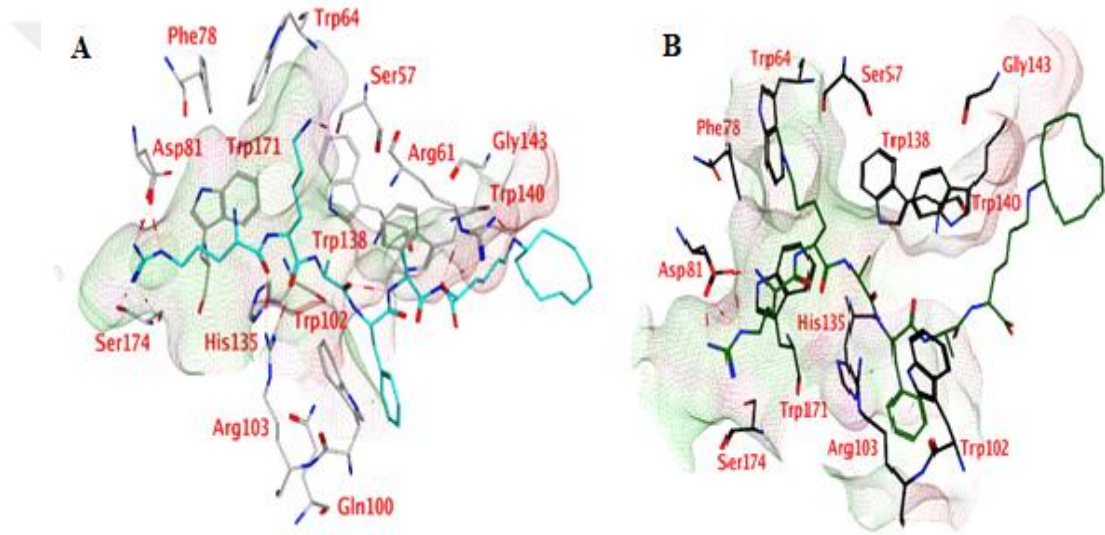 A
Trp64
Phe78
Ser57
Asp81
Trp171
Arg61
Gly143
Trp140
Trp138
Ser174
His135
Trp102
Arg103
Gln100
B
Trp64
Ser57
Glly143
Phe78
Trp138
Trp140
Asp81
His135
Trp171
Ser174
Arg103
Trp102